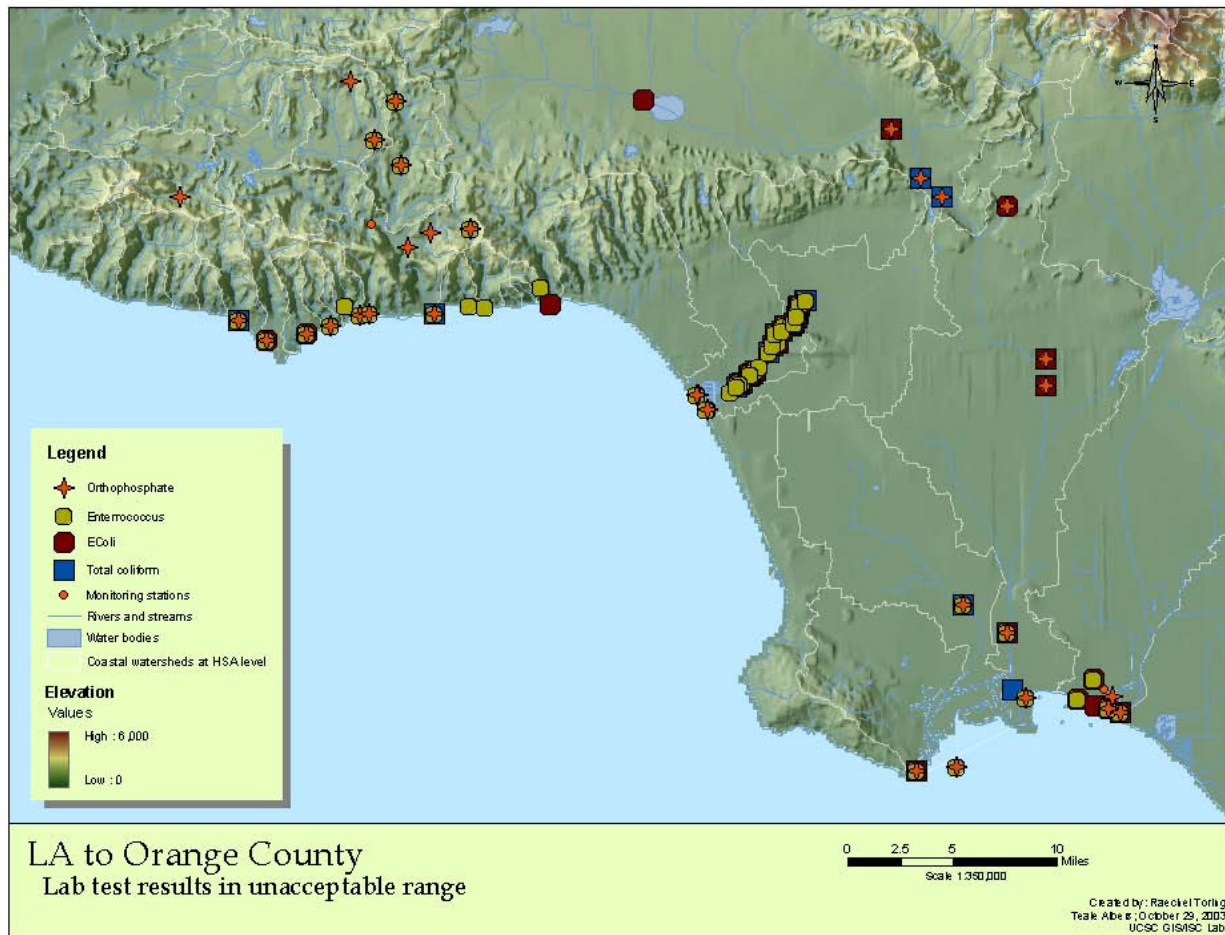 N
W
E
S
Legend
Orthophosphate
Enterrococcus
EColi
Total coliform
Monitoring stations
Rivers and streams
Water bodies
Coastal watersheds at HSA level
Elevation
Values
High : 6,000
Low : 0
LA to Orange County
Lab test results in unacceptable range
0 2.5 5 10
Miles
Scale 1:350,000
Created by: Raechel Toring
Teale Albers; October 29, 2003
UCSC GIS/ISC Lab